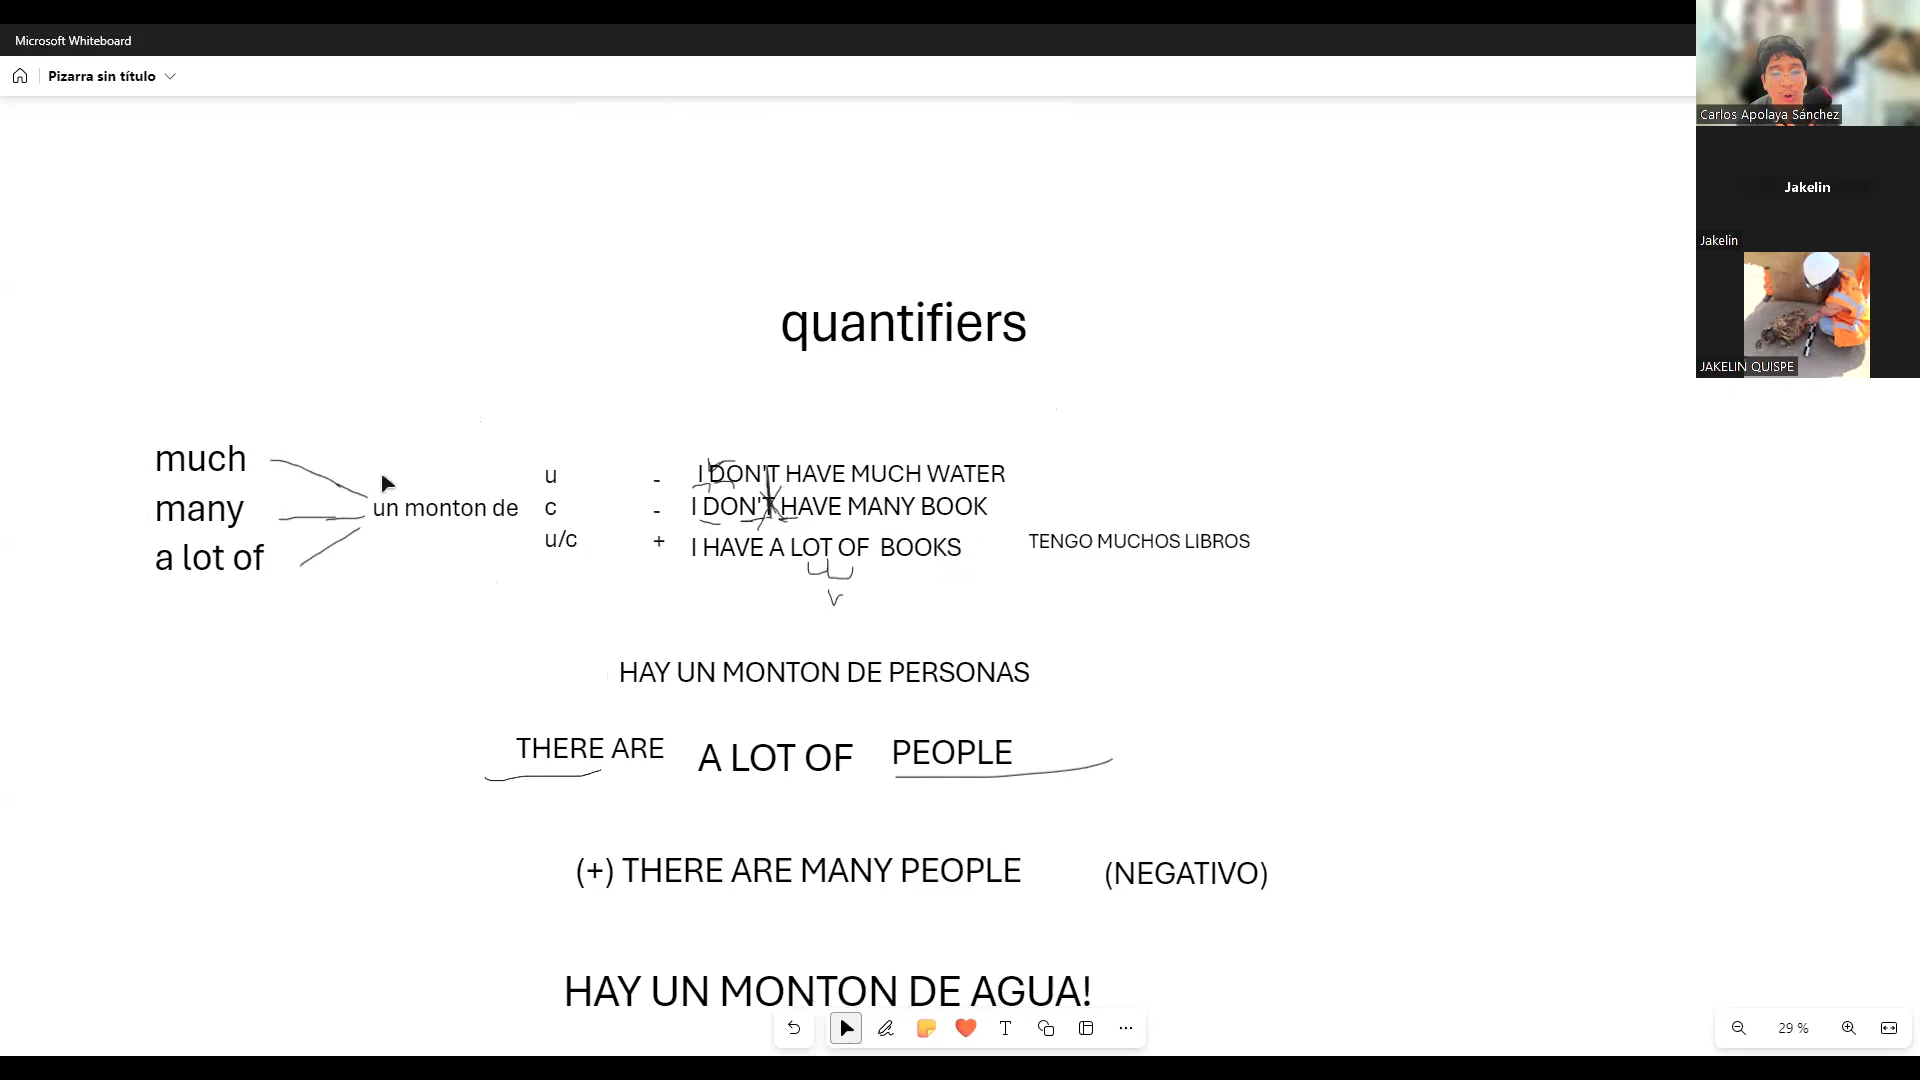 Microsoft Whiteboard
Pizarra sin título
Carlos Apolaya Sánchez
Jakelin
Jakelin
JAKELIN QUISPE
quantifiers
much
many
a lot of
un monton de
u
c
u/c
-
-
+
I DON'T HAVE MUCH WATER
I DON'T HAVE MANY BOOK
I HAVE A LOT OF BOOKS
TENGO MUCHOS LIBROS
HAY UN MONTON DE PERSONAS
THERE ARE A LOT OF PEOPLE
(+) THERE ARE MANY PEOPLE (NEGATIVO)
HAY UN MONTON DE AGUA!
29 %